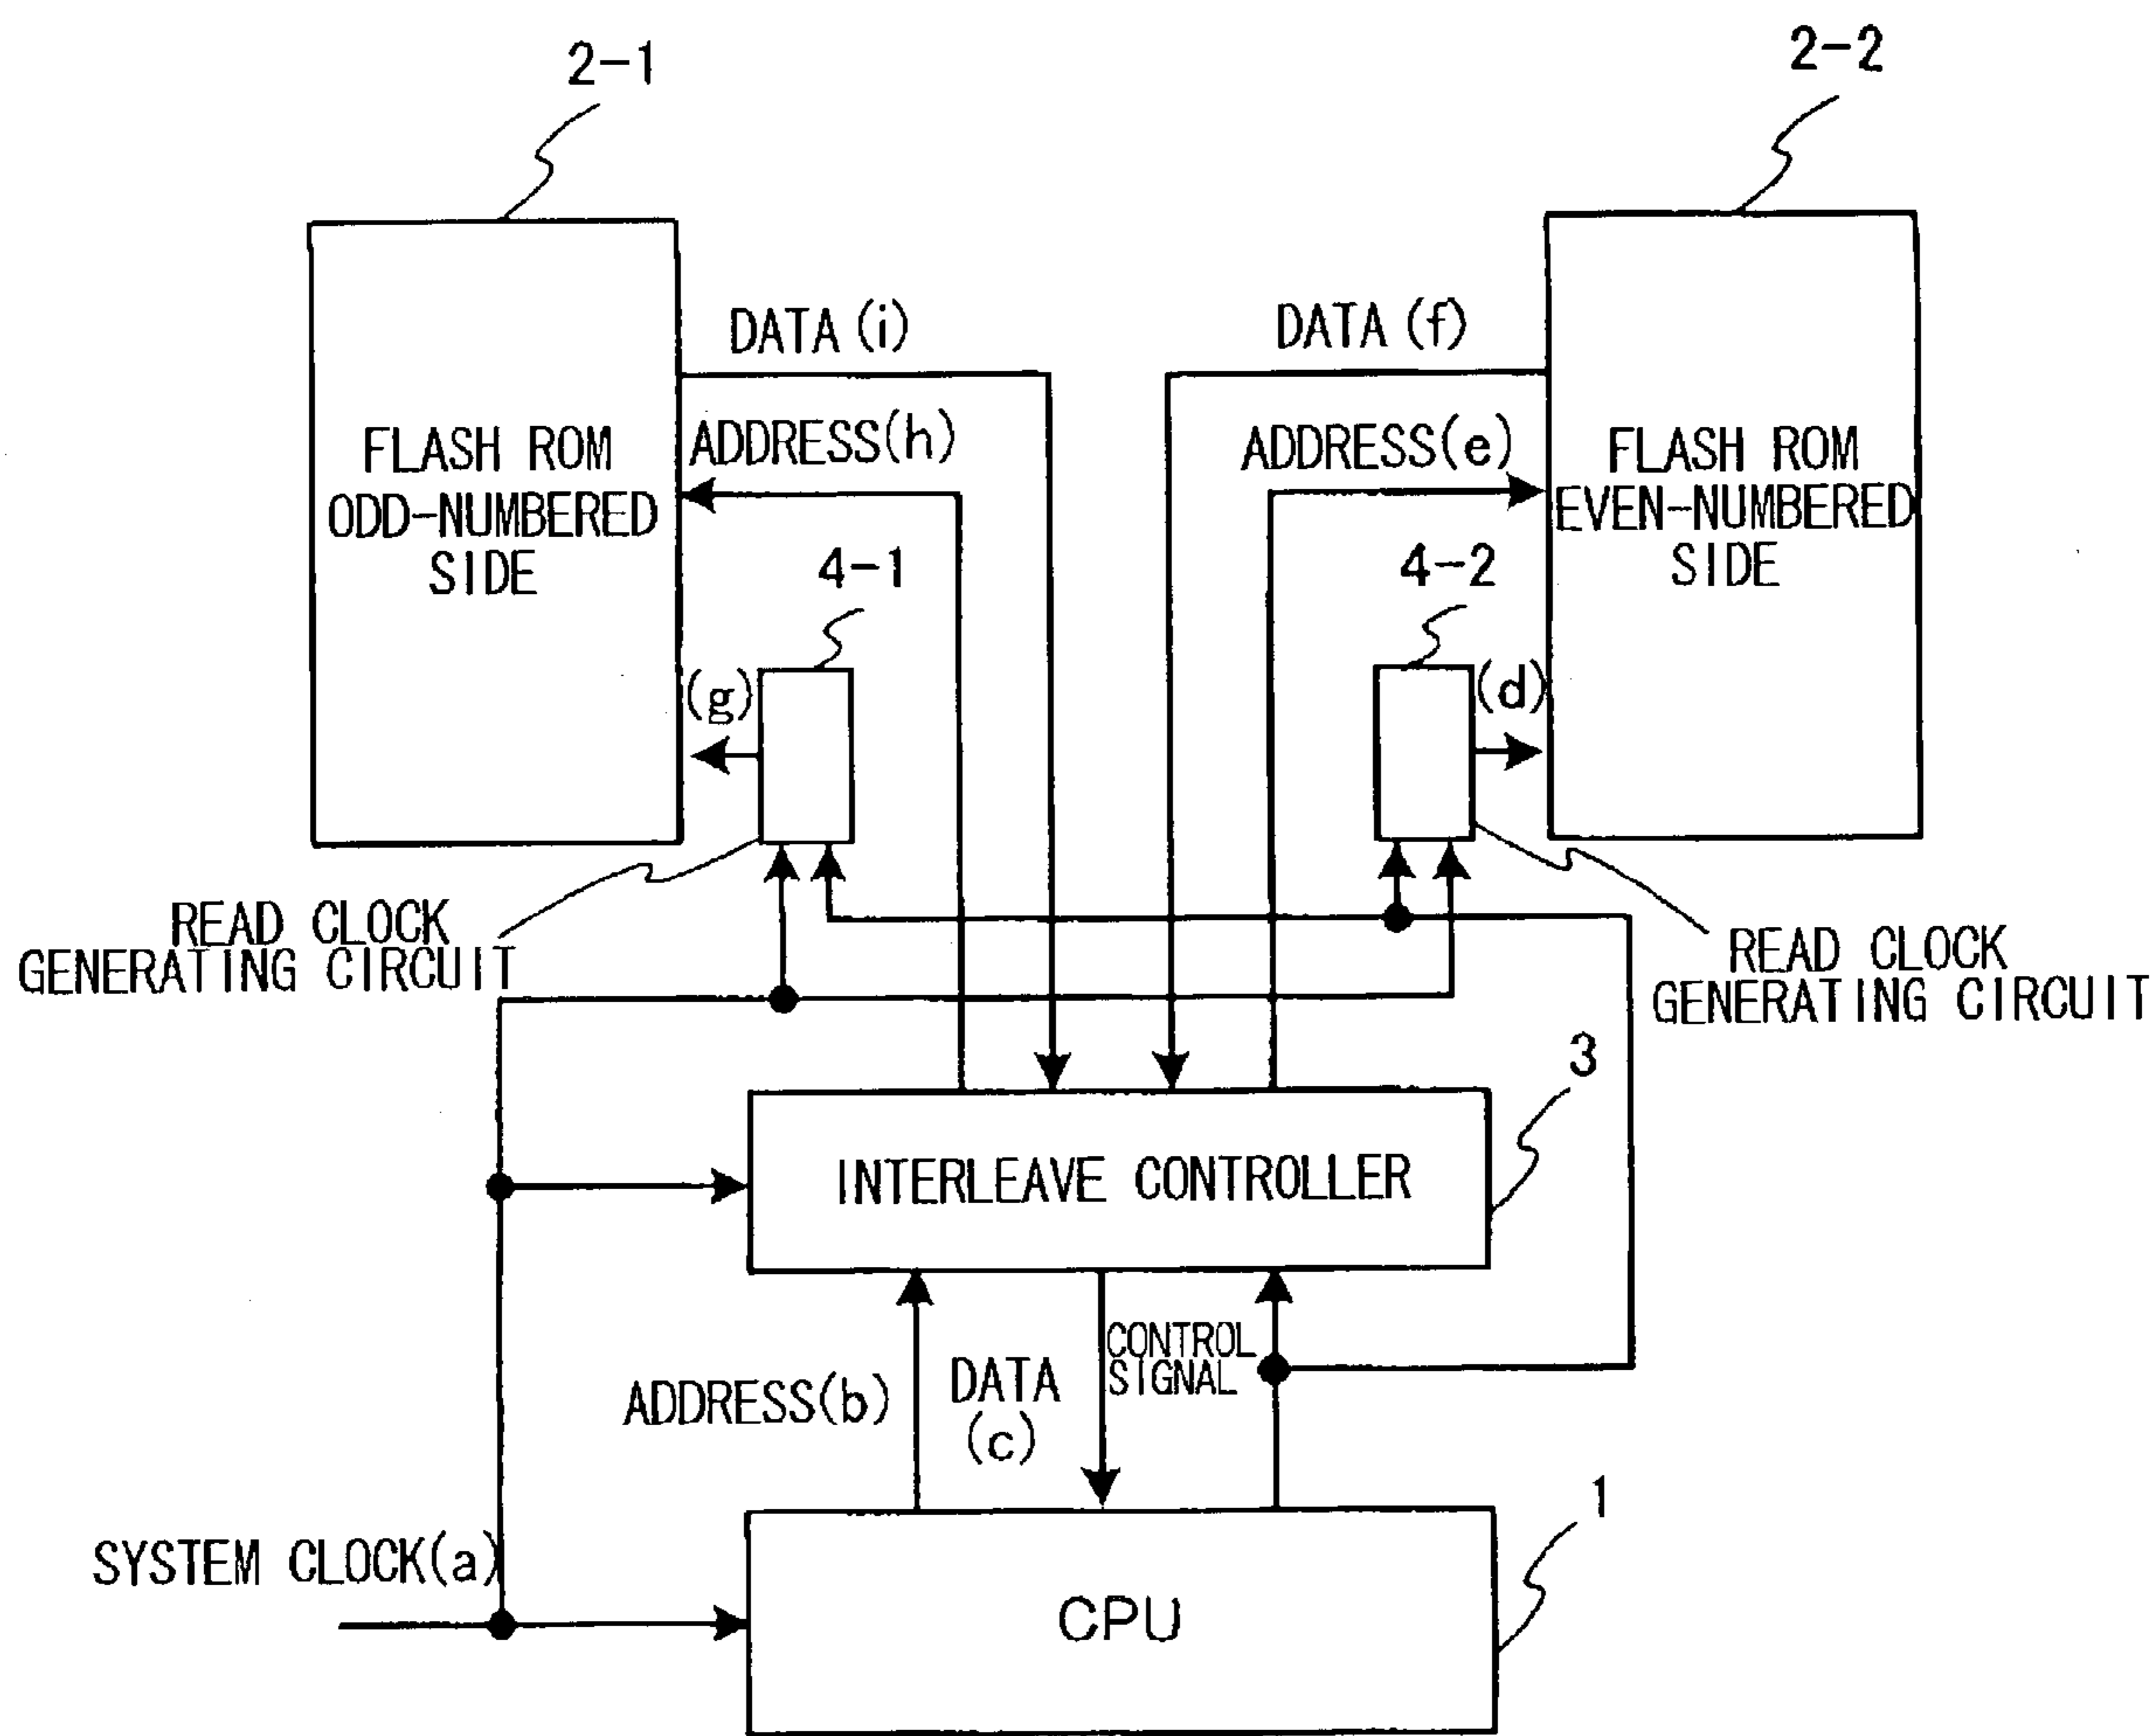 2-1
2-2
DATA (i)
DATA (f)
ADDRESS(h)
ADDRESS(e)
FLASH ROM
ODD-NUMBERED
SIDE
FLASH ROM
EVEN-NUMBERED
SIDE
4-1
4-2
(g)
(d)
READ CLOCK
GENERATING CIRCUIT
READ CLOCK
GENERATING CIRCUIT
3
INTERLEAVE CONTROLLER
ADDRESS(b)
DATA
(c)
CONTROL
SIGNAL
1
SYSTEM CLOCK(a)
CPU